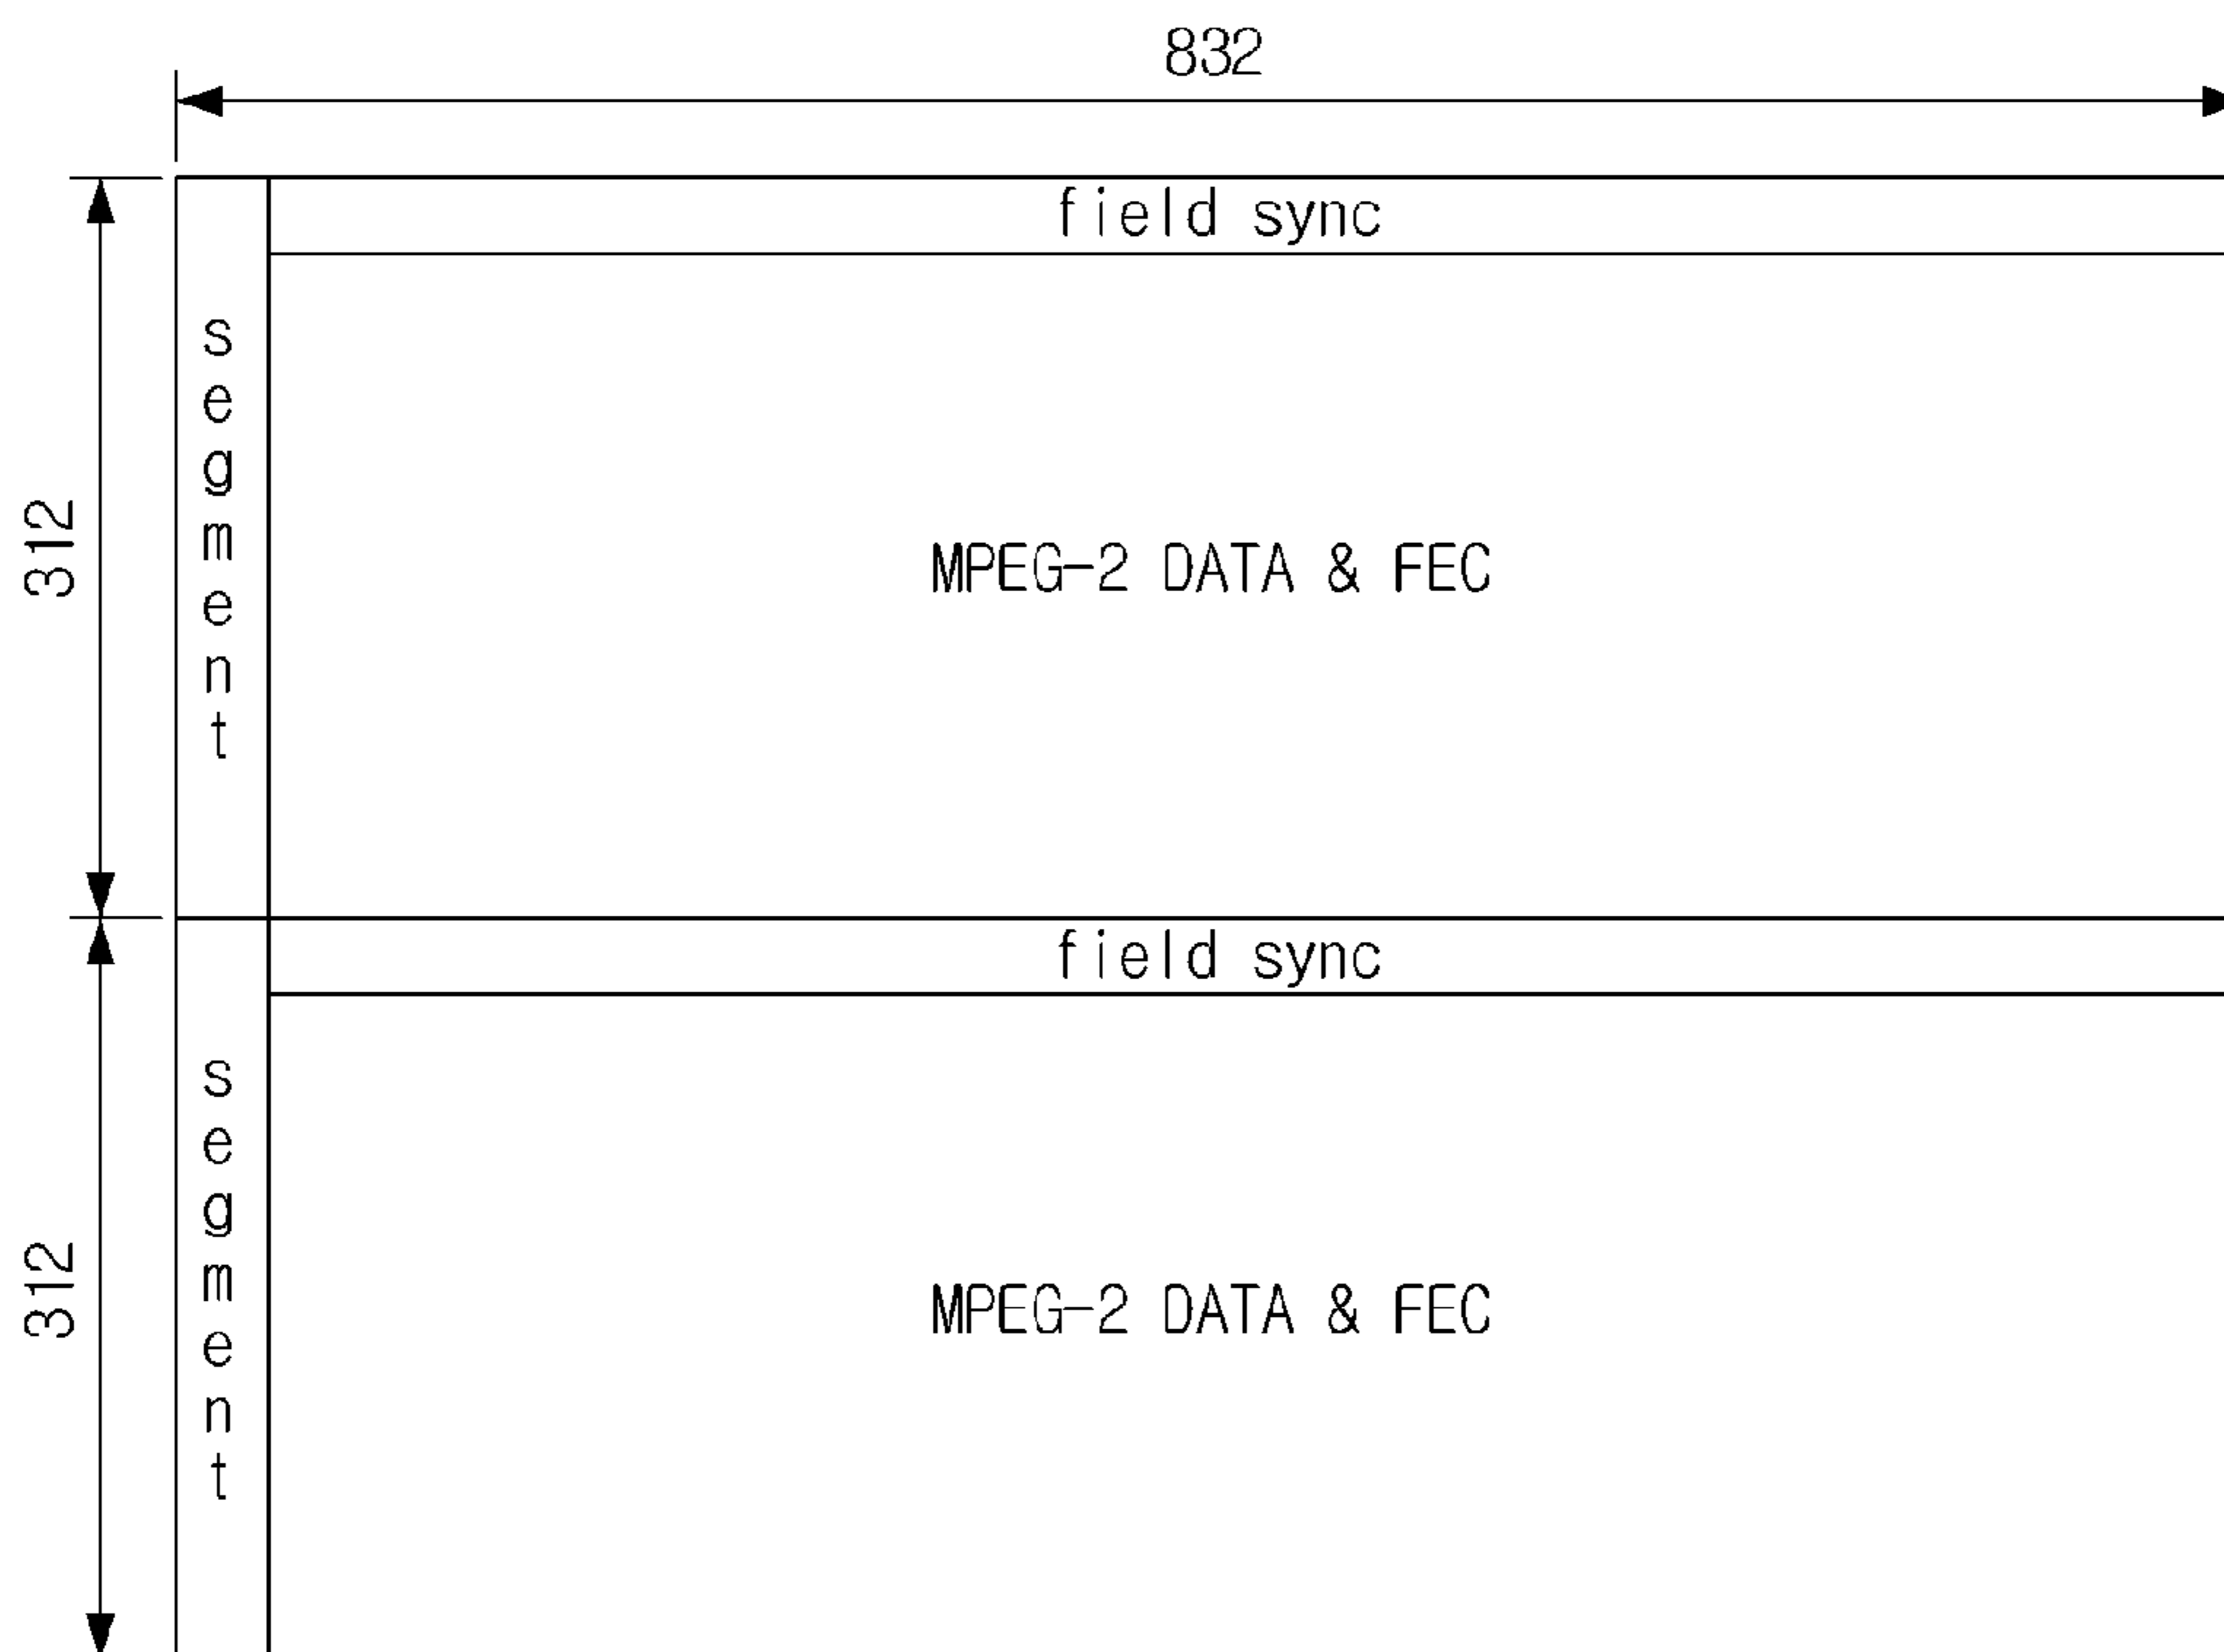 832
field sync
segment
312
MPEG-2 DATA & FEC
field sync
segment
312
MPEG-2 DATA & FEC